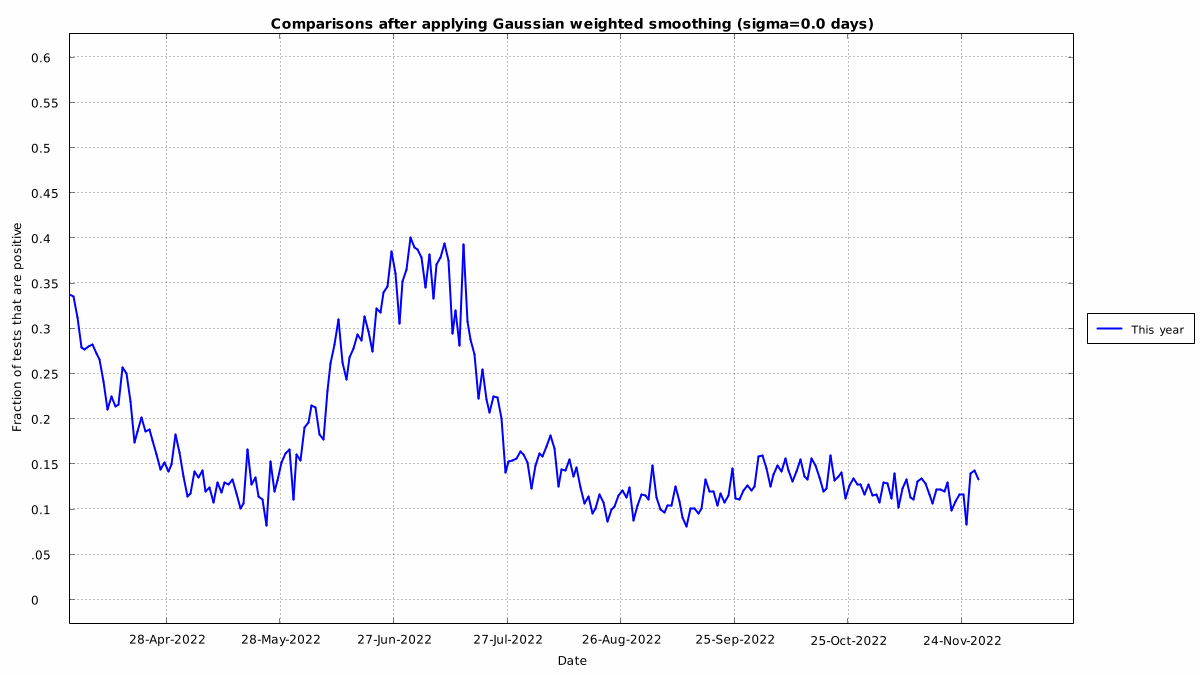 Comparisons after applying Gaussian weighted smoothing (sigma=0.0 days)
0.6
0.55
0.5
0.45
0.4
0.35
0.3
0.25
0.2
0.15
0.1
.05
0
Fraction of tests that are positive
This year
28-Apr-2022 28-May-2022 27-Jun-2022 27-Jul-2022 26-Aug-2022 25-Sep-2022 25-Oct-2022 24-Nov-2022
Date